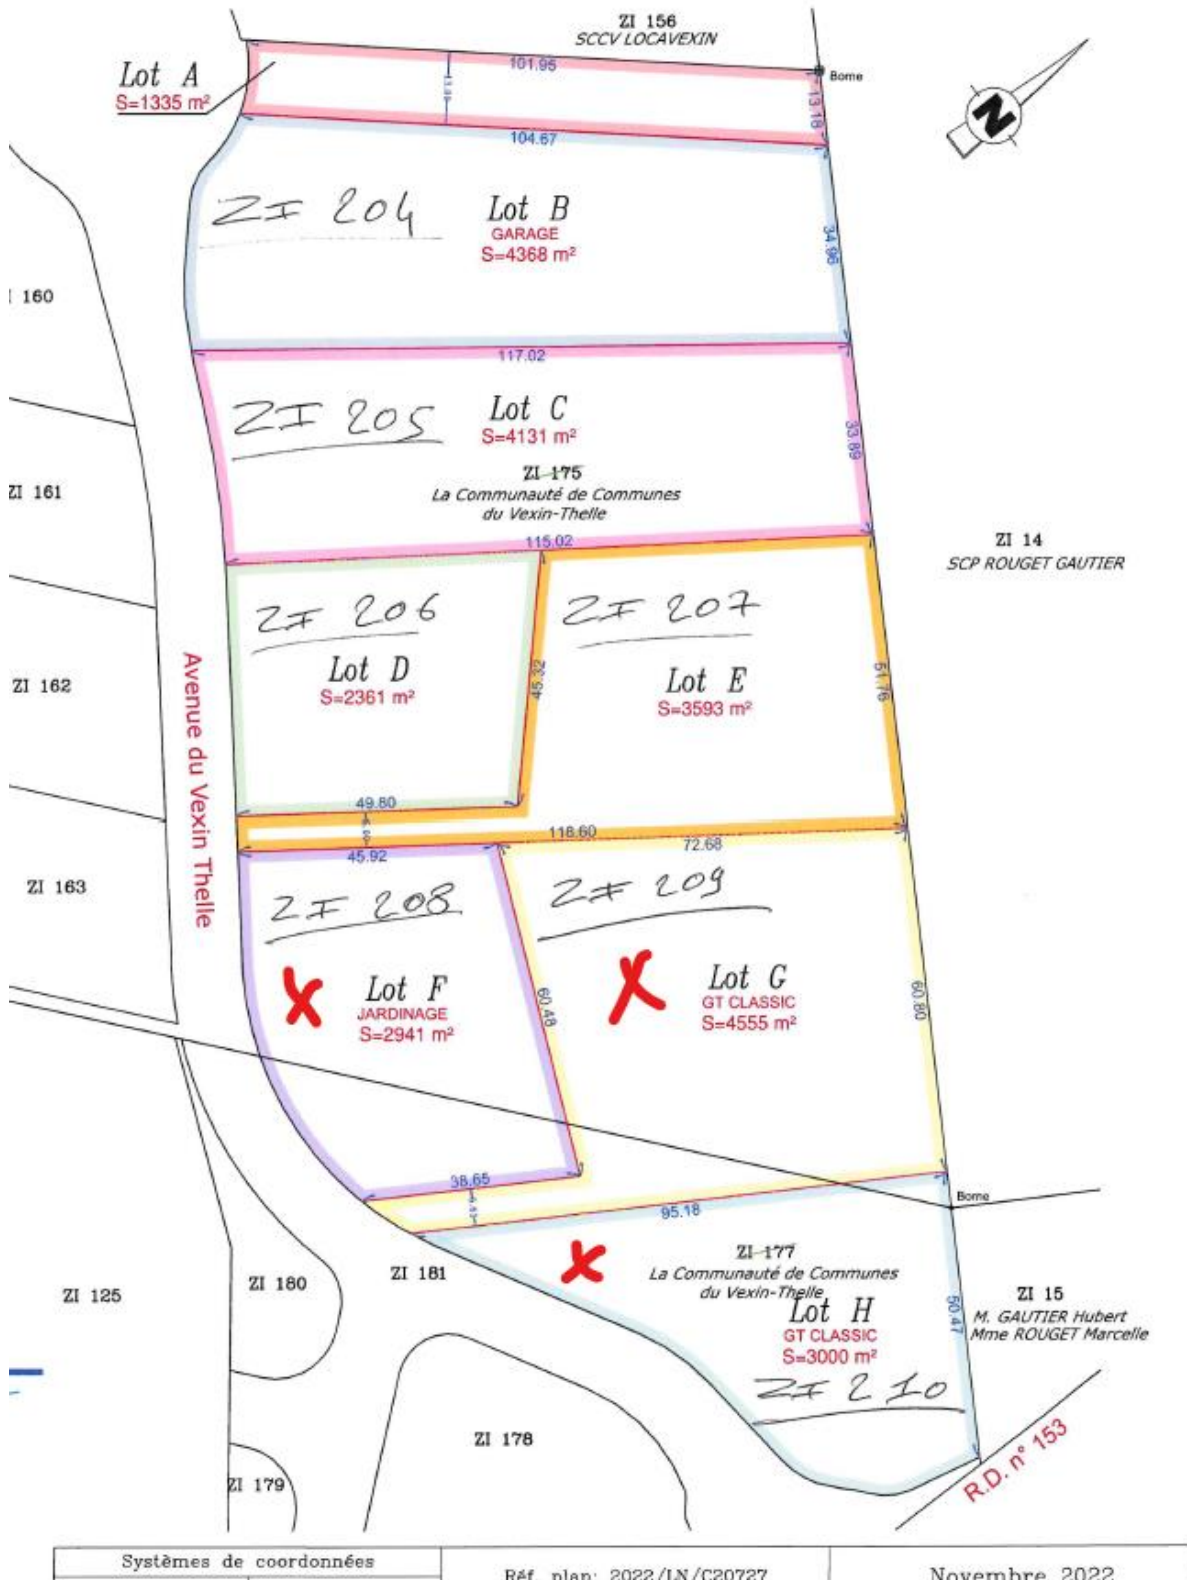 ZI 156
SCCV LOCAVEXIN
Lot A
S=1335 m²
101.95
Borne
13.18
N
104.67
ZI 204
Lot B
GARAGE
S=4368 m²
34.96
160
117.02
ZI 205
Lot C
S=4131 m²
33.89
ZI 175
La Communauté de Communes
du Vexin-Thelle
ZI 161
115.02
ZI 14
SCP ROUGET GAUTIER
ZI 206
ZI 207
Lot D
S=2361 m²
45.32
Lot E
S=3593 m²
51.76
ZI 162
Avenue du Vexin Thelle
49.80
118.60
45.92
72.68
ZI 163
ZI 208
ZI 209
Lot F
JARDINAGE
S=2941 m²
60.48
Lot G
GT CLASSIC
S=4555 m²
60.80
38.65
95.18
Borne
ZI 177
La Communauté de Communes
du Vexin-Thelle
Lot H
GT CLASSIC
S=3000 m²
ZI 210
50.47
ZI 181
ZI 180
ZI 125
ZI 15
M. GAUTIER Hubert
Mme ROUGET Marcelle
ZI 178
ZI 179
R.D. n° 153
Systèmes de coordonnées
Réf. plan: 2022/LN/C20727
Novembre 2022